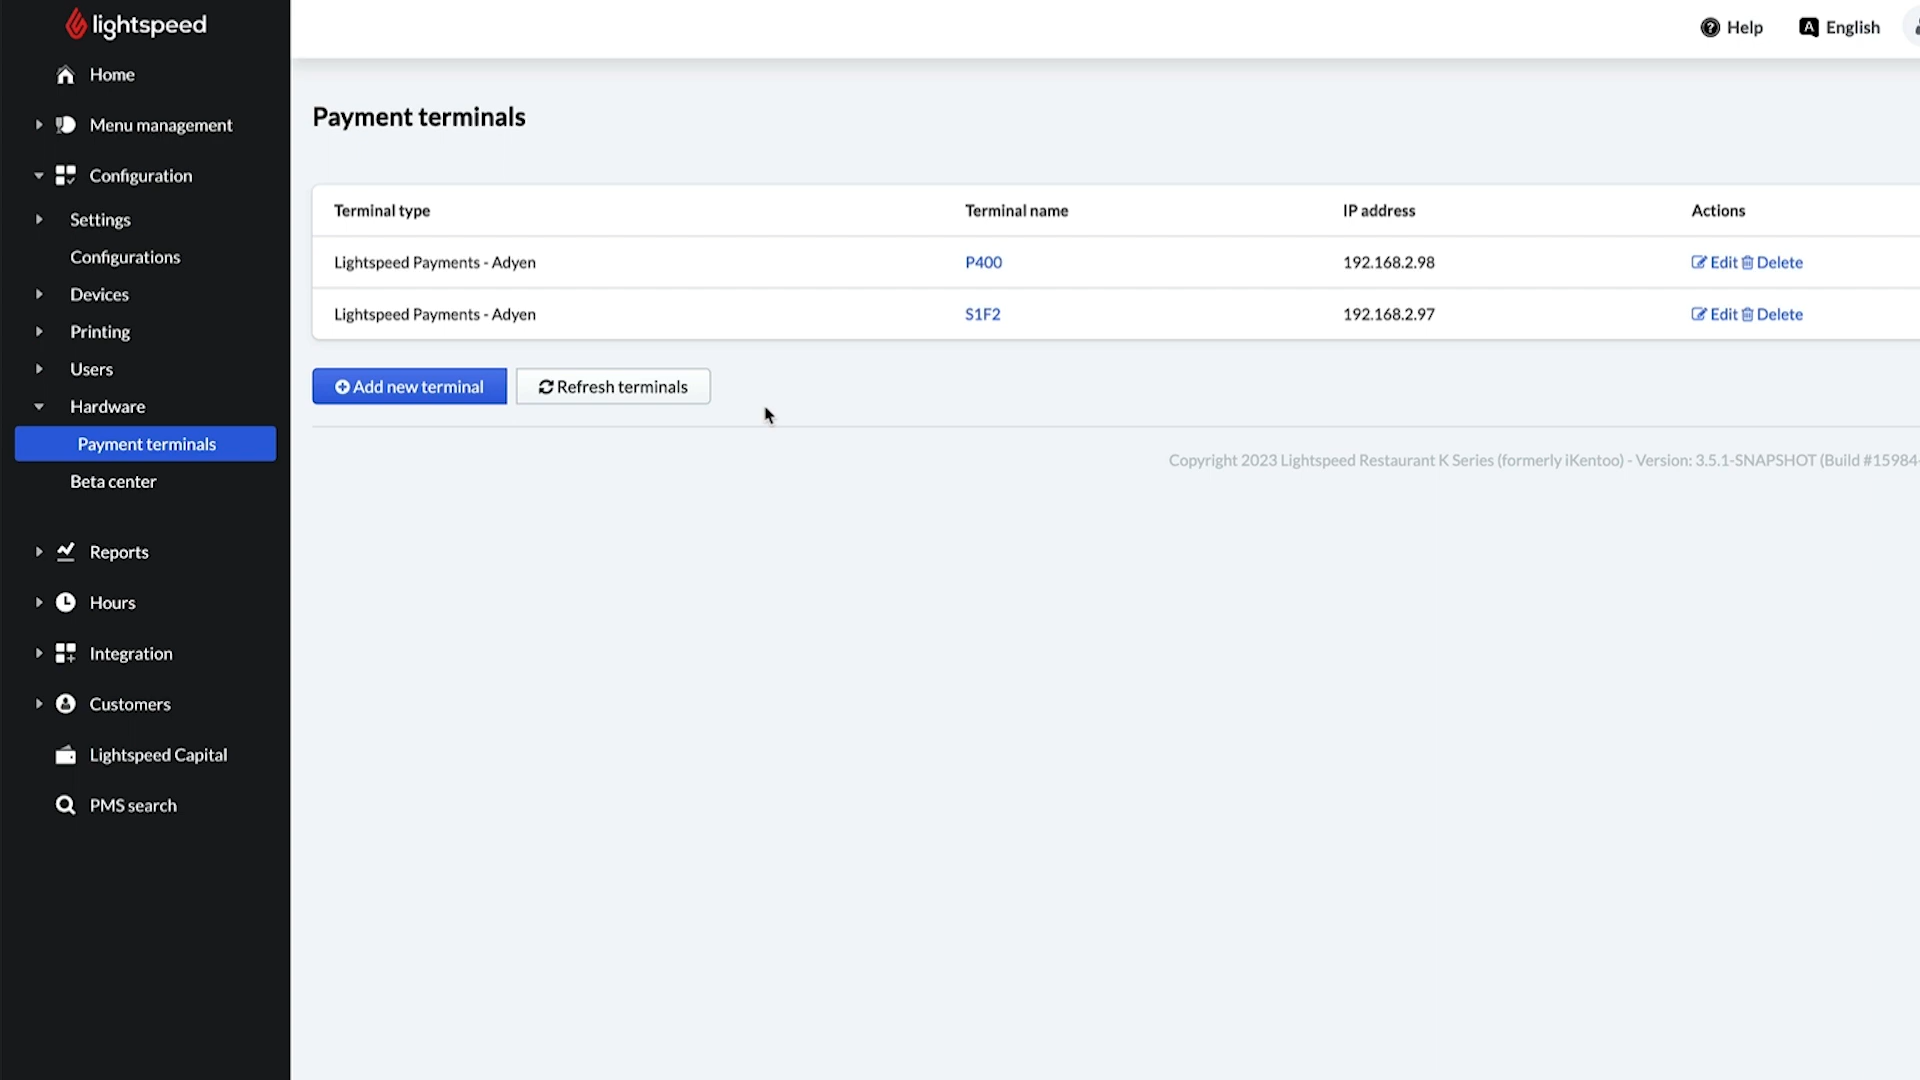 lightspeed
Help
English
Home
Menu management
Configuration
Settings
Configurations
Devices
Printing
Users
Hardware
Payment terminals
Beta center
Reports
Hours
Integration
Customers
Lightspeed Capital
PMS search
Payment terminals
Terminal type Terminal name IP address Actions
Lightspeed Payments - Adyen P400 192.168.2.98 Edit Delete
Lightspeed Payments - Adyen S1F2 192.168.2.97 Edit Delete
Add new terminal Refresh terminals
Copyright 2023 Lightspeed Restaurant K Series (formerly iKentoo) - Version: 3.5.1-SNAPSHOT (Build #15984-